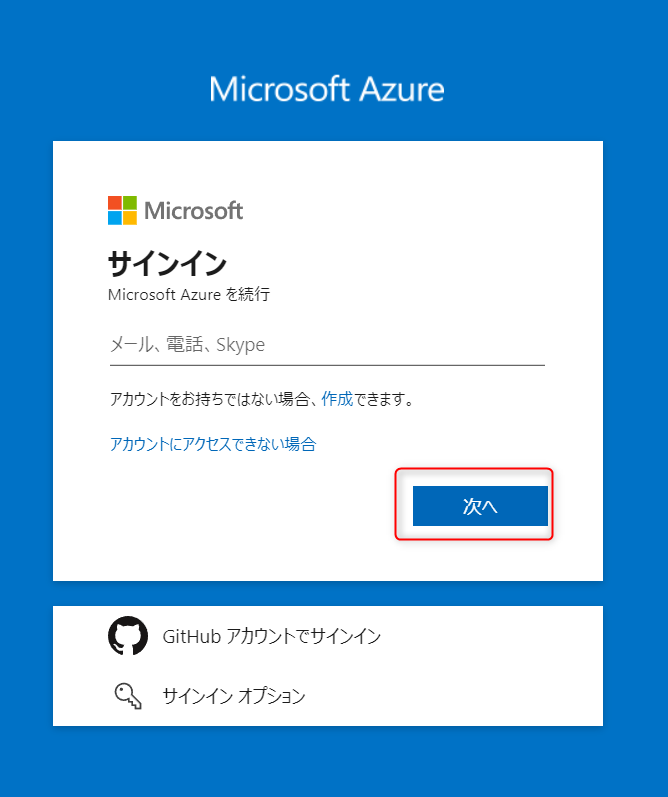 Microsoft Azure
Microsoft
サインイン
Microsoft Azure を続行
メール、電話、Skype
アカウントをお持ちではない場合、作成できます。
アカウントにアクセスできない場合
次へ
GitHub アカウントでサインイン
サインイン オプション